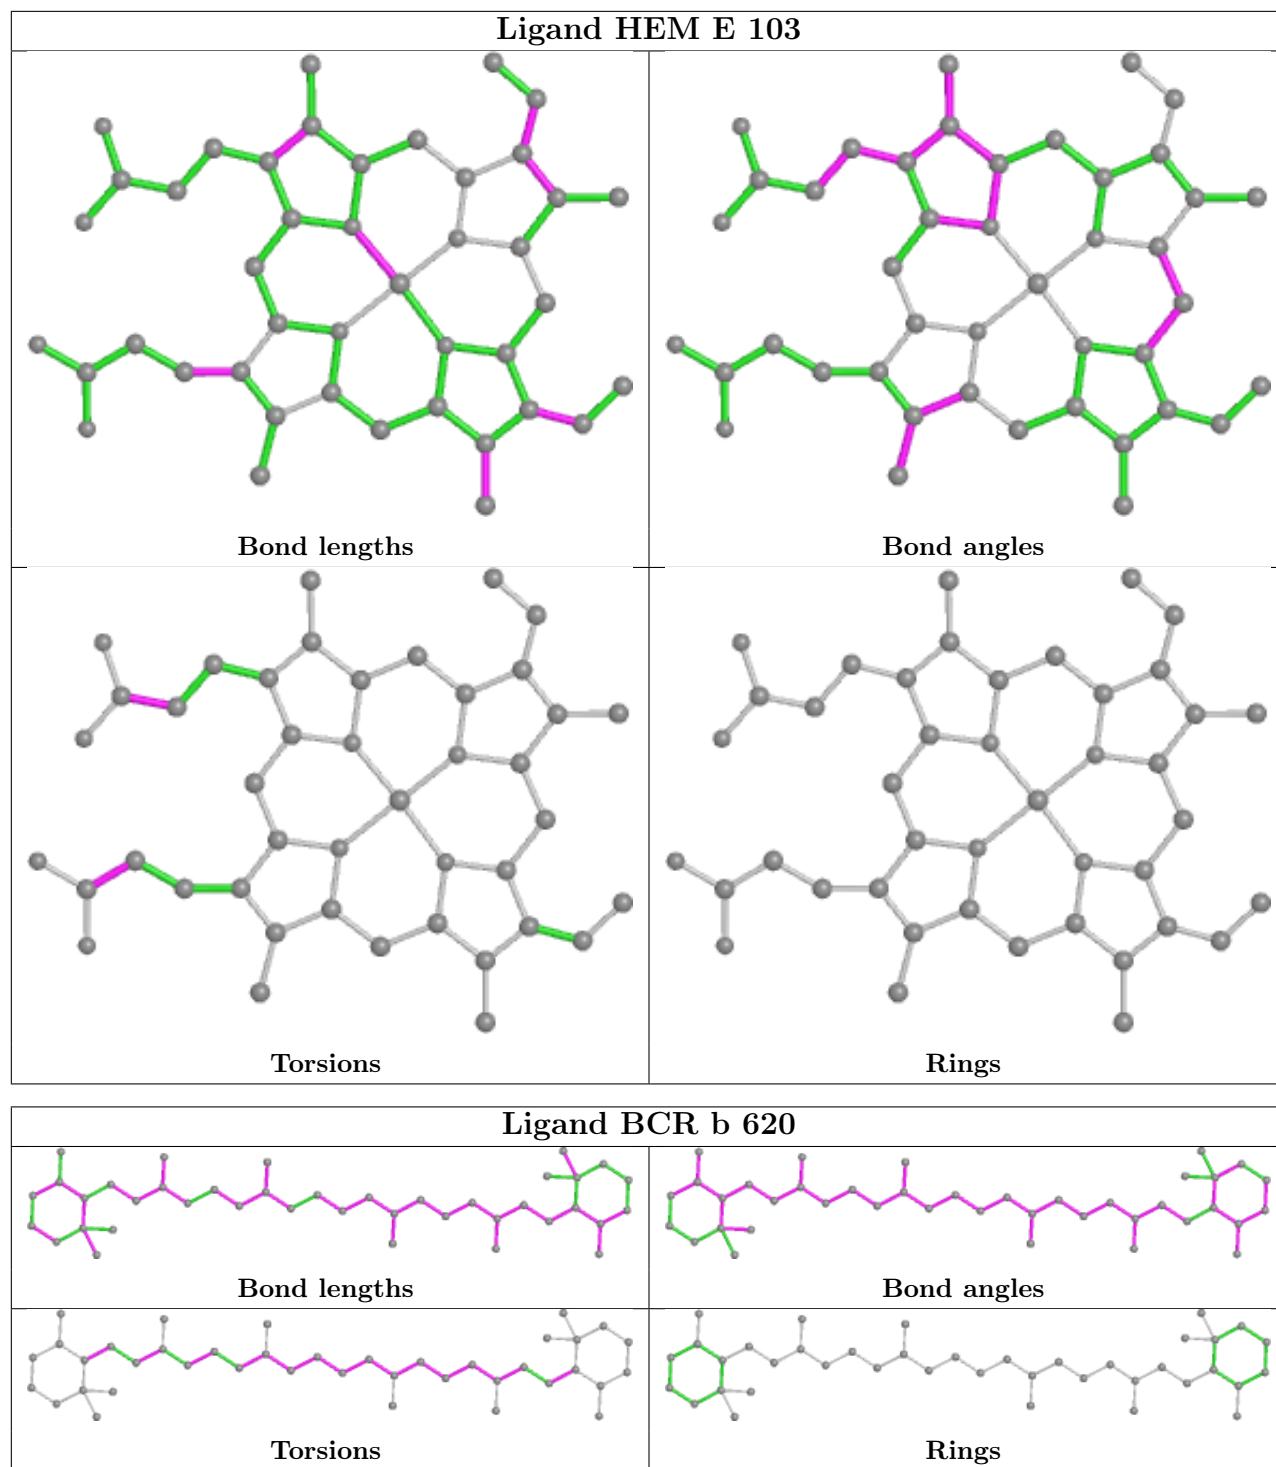 Ligand HEM E 103
Bond lengths
Bond angles
Torsions
Rings
Ligand BCR b 620
Bond lengths
Bond angles
Torsions
Rings